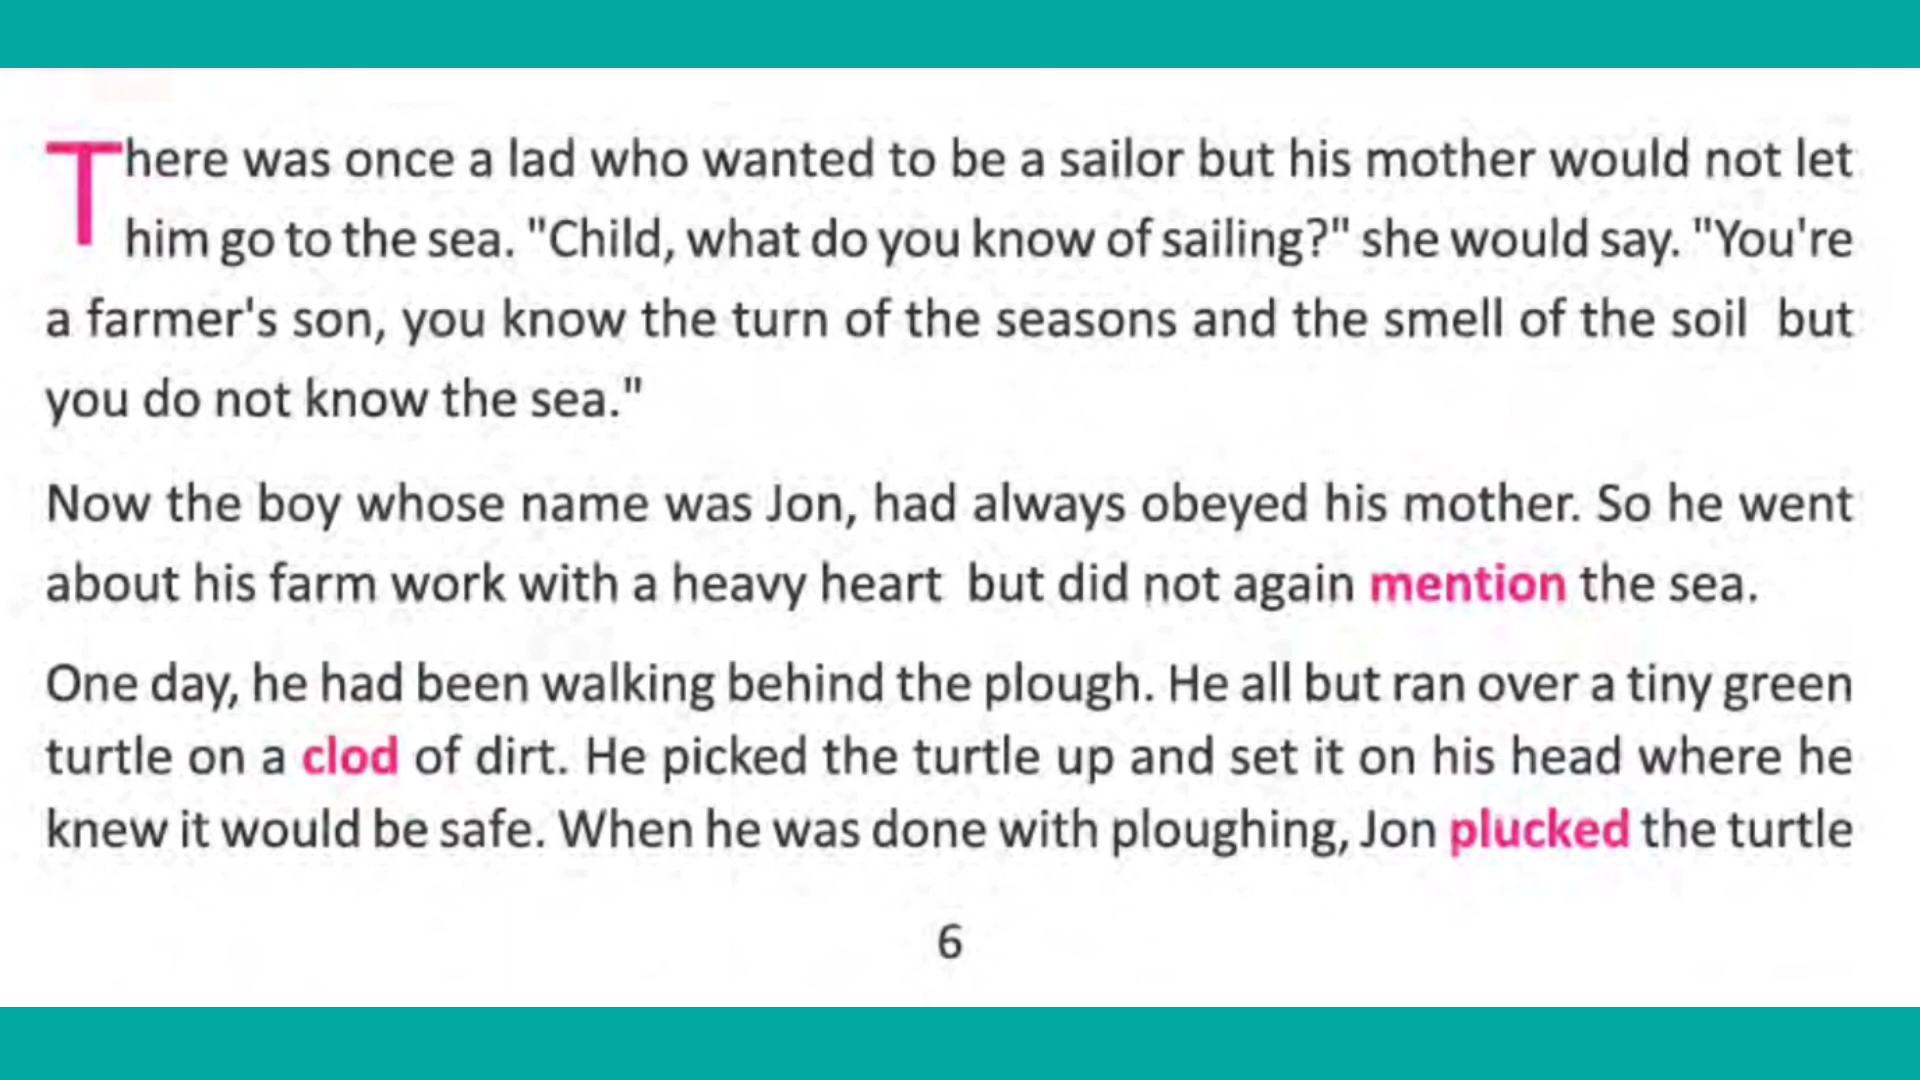 There was once a lad who wanted to be a sailor but his mother would not let
him go to the sea. "Child, what do you know of sailing?" she would say. "You're
a farmer's son, you know the turn of the seasons and the smell of the soil but
you do not know the sea."
Now the boy whose name was Jon, had always obeyed his mother. So he went
about his farm work with a heavy heart but did not again mention the sea.
One day, he had been walking behind the plough. He all but ran over a tiny green
turtle on a clod of dirt. He picked the turtle up and set it on his head where he
knew it would be safe. When he was done with ploughing, Jon plucked the turtle
6